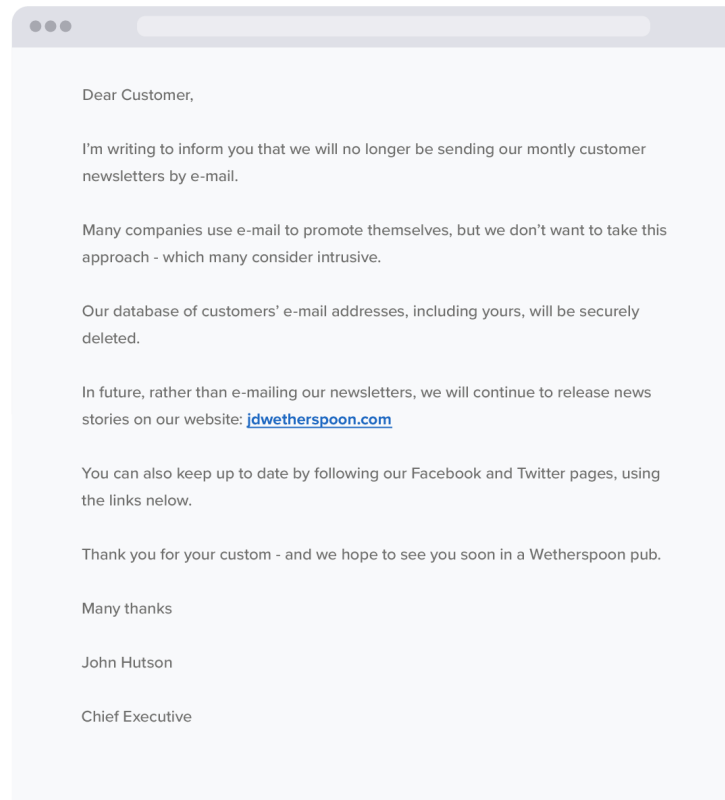 Dear Customer,
I'm writing to inform you that we will no longer be sending our montly customer
newsletters by e-mail.
Many companies use e-mail to promote themselves, but we don't want to take this
approach - which many consider intrusive.
Our database of customers' e-mail addresses, including yours, will be securely
deleted.
In future, rather than e-mailing our newsletters, we will continue to release news
stories on our website: jdwetherspoon.com
You can also keep up to date by following our Facebook and Twitter pages, using
the links nelow.
Thank you for your custom - and we hope to see you soon in a Wetherspoon pub.
Many thanks
John Hutson
Chief Executive